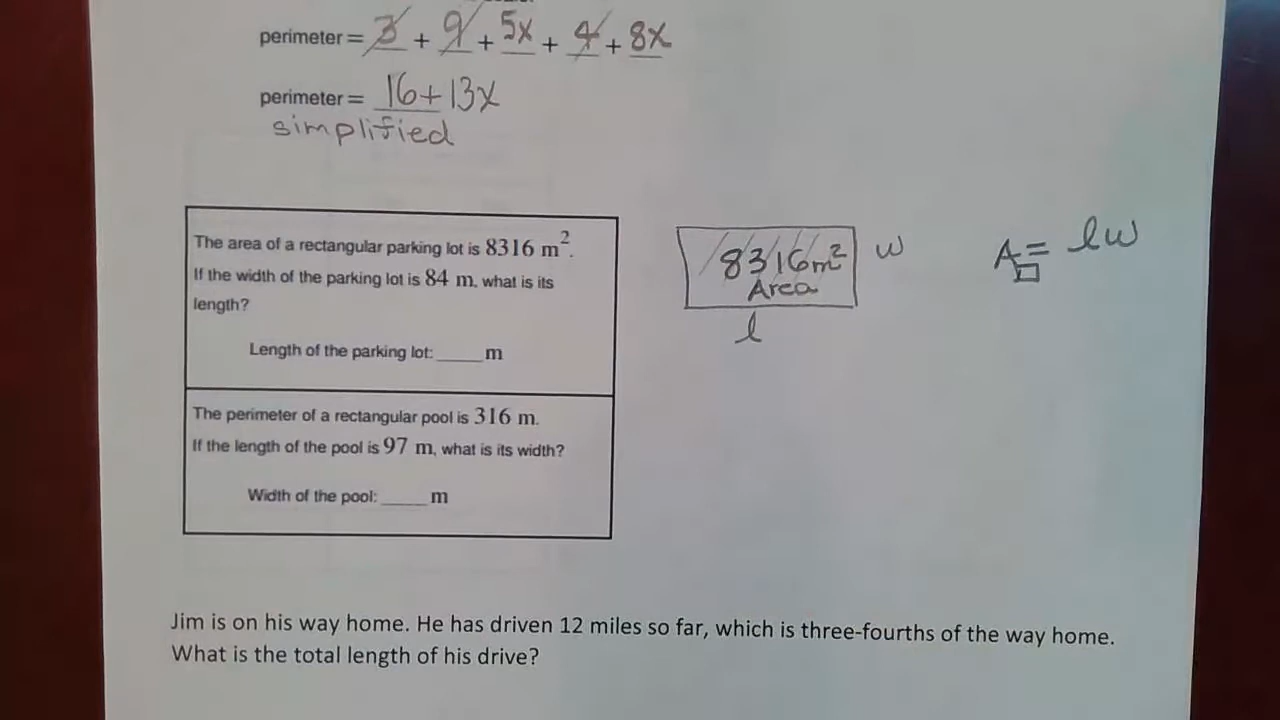 perimeter = 3 + 9 + 5x + 4 + 8x
perimeter = 16+13x
simplified
The area of a rectangular parking lot is 8316 m².
If the width of the parking lot is 84 m, what is its
length?
Length of the parking lot: _____ m
8316m² w
Area
l
A▭= lw
The perimeter of a rectangular pool is 316 m.
If the length of the pool is 97 m, what is its width?
Width of the pool: _____ m
Jim is on his way home. He has driven 12 miles so far, which is three-fourths of the way home.
What is the total length of his drive?